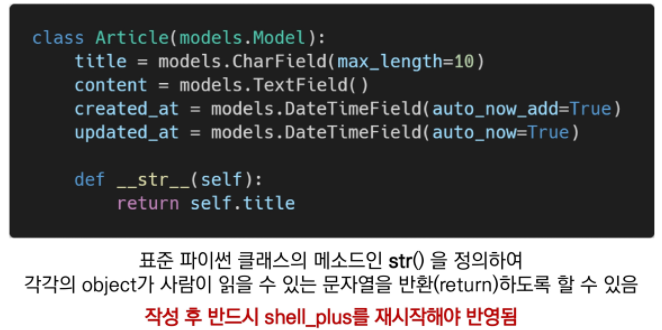 class Article(models.Model):
    title = models.CharField(max_length=10)
    content = models.TextField()
    created_at = models.DateTimeField(auto_now_add=True)
    updated_at = models.DateTimeField(auto_now=True)

    def __str__(self):
        return self.title
표준 파이썬 클래스의 메소드인 str() 을 정의하여
각각의 object가 사람이 읽을 수 있는 문자열을 반환(return)하도록 할 수 있음
작성 후 반드시 shell_plus를 재시작해야 반영됨